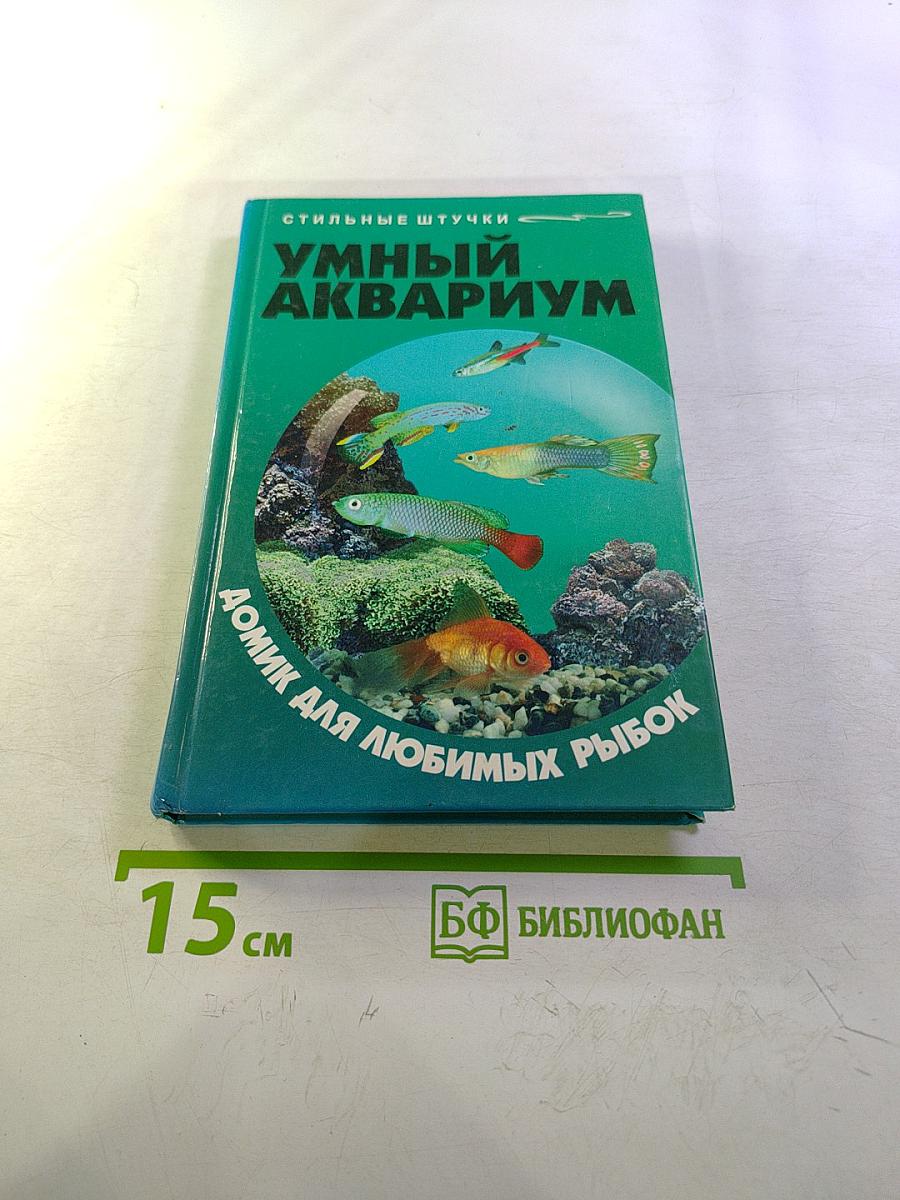 СТИЛЬНЫЕ ШТУЧКИ
УМНЫЙ
АКВАРИУМ
ДОМИК ДЛЯ ЛЮБИМЫХ РЫБОК
15 см
БФ БИБЛИОФАН